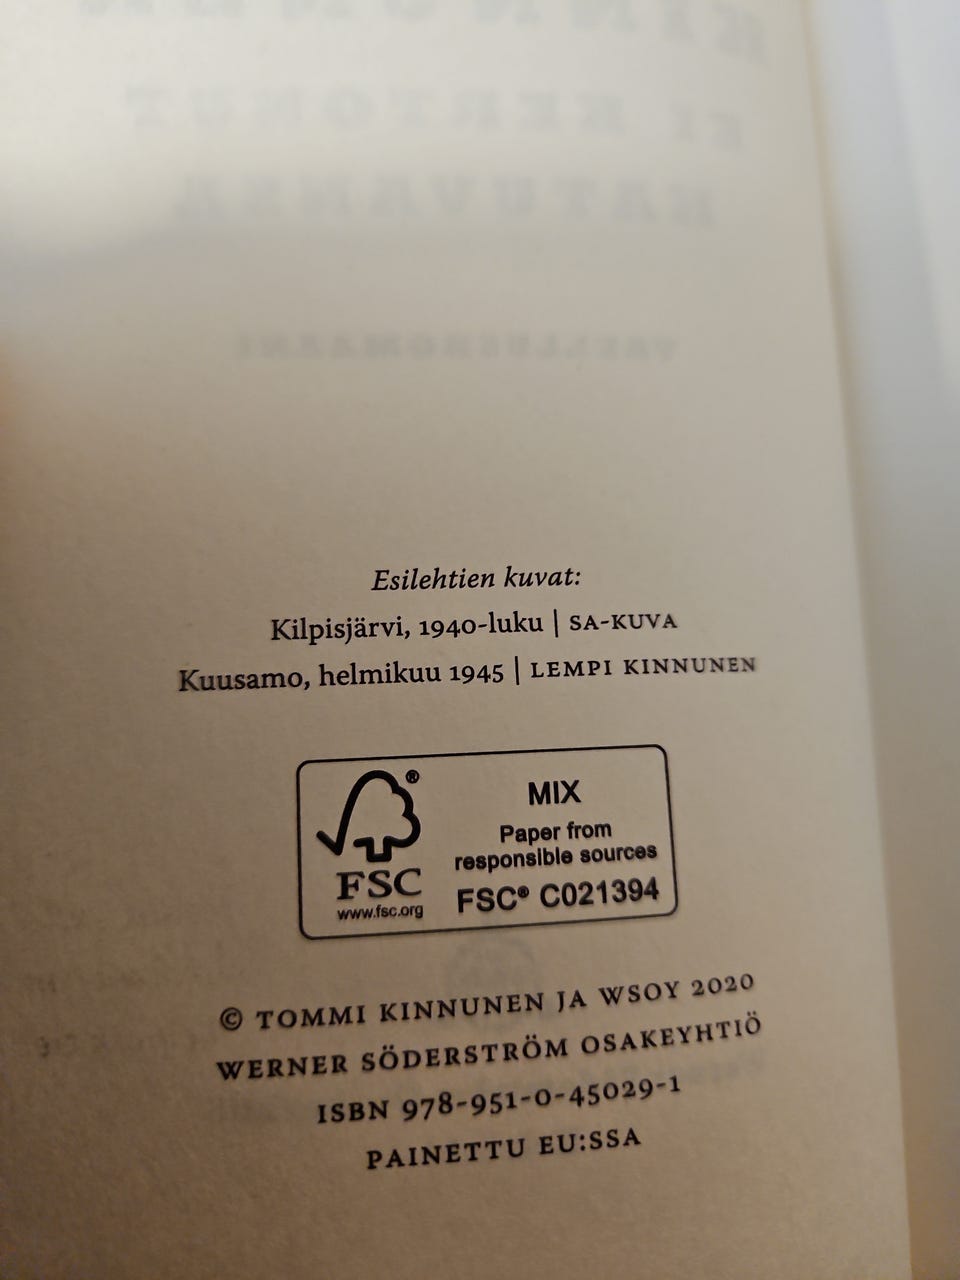 Esilehtien kuvat:
Kilpisjärvi, 1940-luku | SA-KUVA
Kuusamo, helmikuu 1945 | LEMPI KINNUNEN
®
FSC
www.fsc.org
MIX
Paper from
responsible sources
FSC® C021394
© TOMMI KINNUNEN JA WSOY 2020
WERNER SÖDERSTRÖM OSAKEYHTIÖ
ISBN 978-951-0-45029-1
PAINETTU EU:SSA